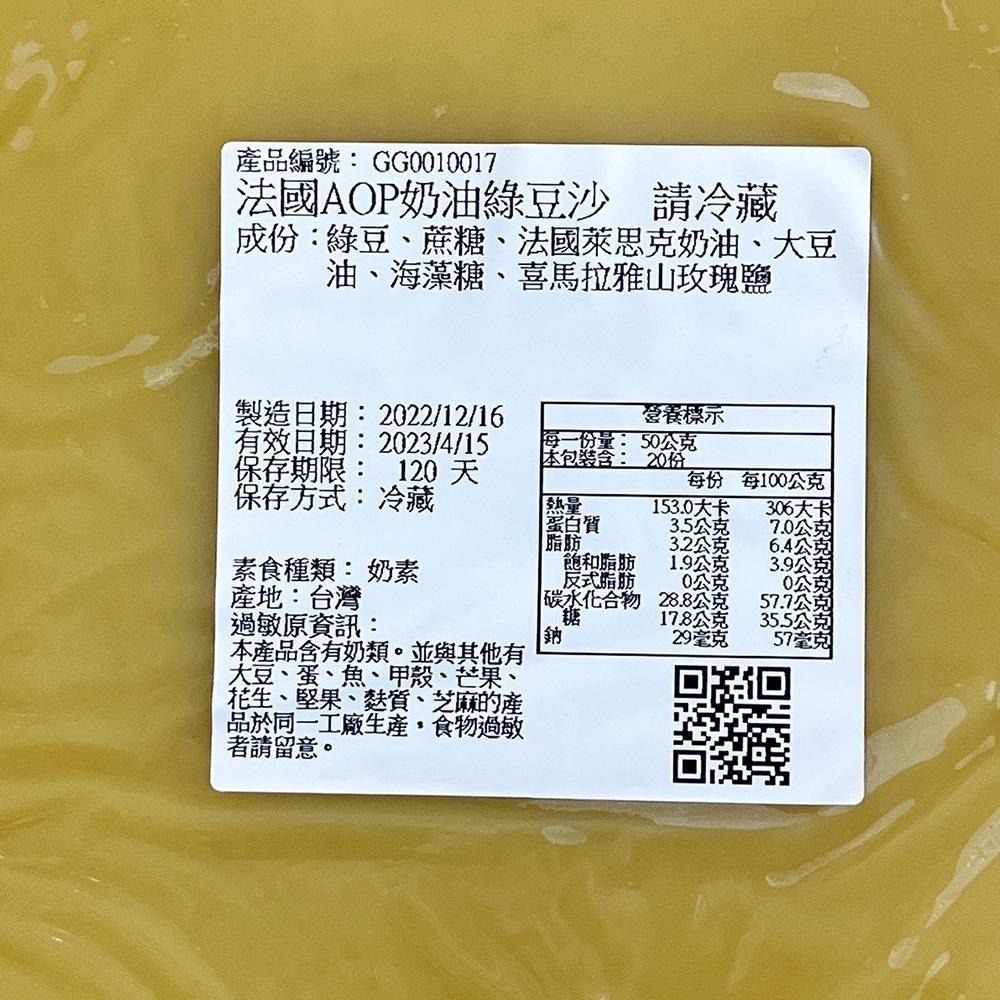 產品編號： GG0010017
法國AOP奶油綠豆沙　請冷藏
成份：綠豆、蔗糖、法國萊思克奶油、大豆
油、海藻糖、喜馬拉雅山玫瑰鹽
製造日期： 2022/12/16
有效日期： 2023/4/15
保存期限： 120 天
保存方式：冷藏
素食種類： 奶素
產地：台灣
過敏原資訊：
本產品含有奶類。並與其他有
大豆、蛋、魚、甲殼、芒果、
花生、堅果、麩質、芝麻的產
品於同一工廠生產，食物過敏
者請留意。
營養標示
每一份量： 50公克
本包裝含： 20份
每份 每100公克
熱量 153.0大卡 306大卡
蛋白質 3.5公克 7.0公克
脂肪 3.2公克 6.4公克
飽和脂肪 1.9公克 3.9公克
反式脂肪 0公克 0公克
碳水化合物 28.8公克 57.7公克
糖 17.8公克 35.5公克
鈉 29毫克 57毫克